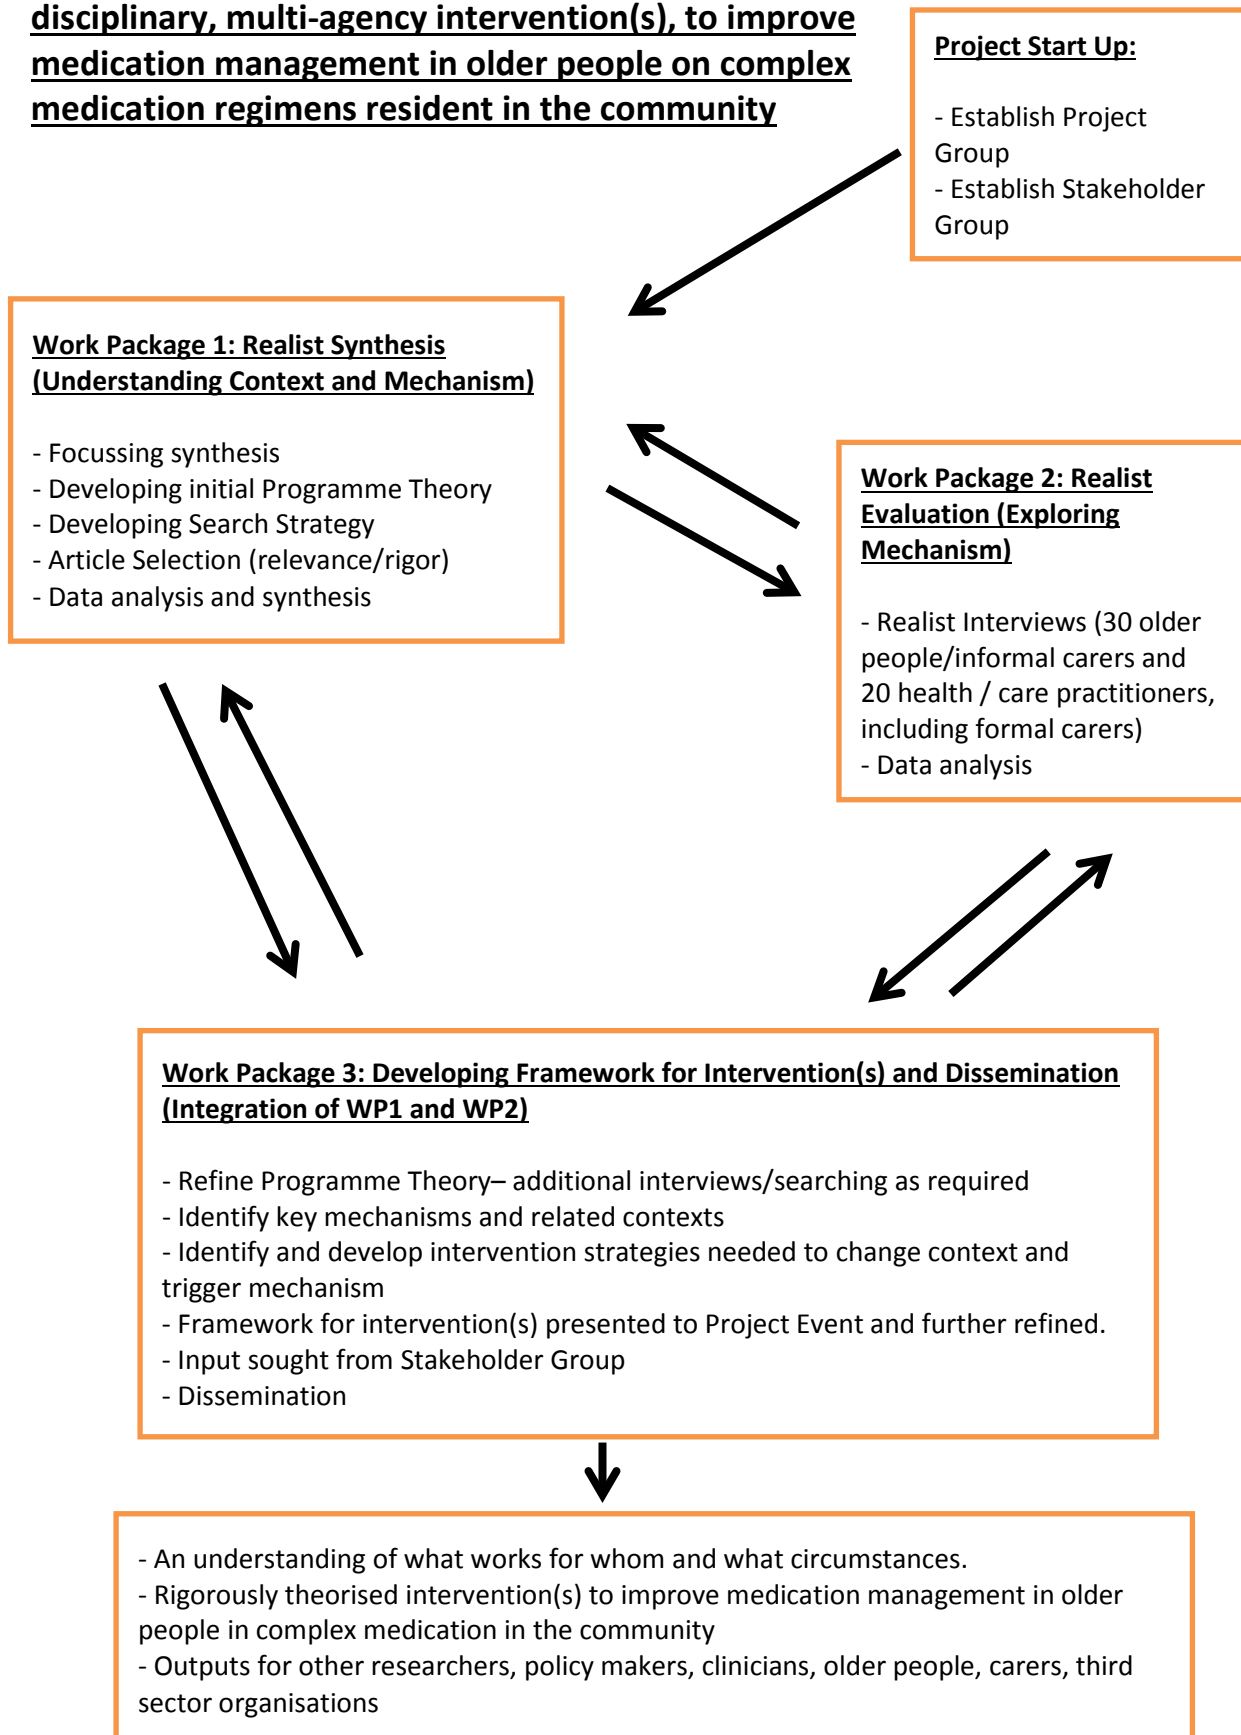 disciplinary, multi-agency intervention(s), to improve
medication management in older people on complex
medication regimens resident in the community
Project Start Up:
- Establish Project
Group
- Establish Stakeholder
Group
Work Package 1: Realist Synthesis
(Understanding Context and Mechanism)
- Focussing synthesis
- Developing initial Programme Theory
- Developing Search Strategy
- Article Selection (relevance/rigor)
- Data analysis and synthesis
Work Package 2: Realist
Evaluation (Exploring
Mechanism)
- Realist Interviews (30 older
people/informal carers and
20 health / care practitioners,
including formal carers)
- Data analysis
Work Package 3: Developing Framework for Intervention(s) and Dissemination
(Integration of WP1 and WP2)
- Refine Programme Theory– additional interviews/searching as required
- Identify key mechanisms and related contexts
- Identify and develop intervention strategies needed to change context and
trigger mechanism
- Framework for intervention(s) presented to Project Event and further refined.
- Input sought from Stakeholder Group
- Dissemination
- An understanding of what works for whom and what circumstances.
- Rigorously theorised intervention(s) to improve medication management in older
people in complex medication in the community
- Outputs for other researchers, policy makers, clinicians, older people, carers, third
sector organisations